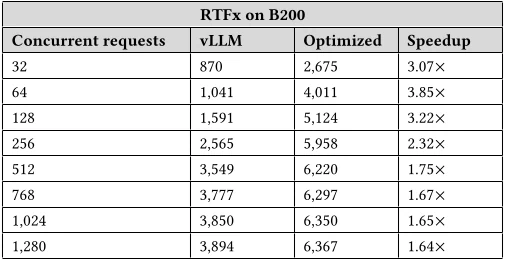 RTFx on B200
Concurrent requests vLLM Optimized Speedup
32 870 2,675 3.07×
64 1,041 4,011 3.85×
128 1,591 5,124 3.22×
256 2,565 5,958 2.32×
512 3,549 6,220 1.75×
768 3,777 6,297 1.67×
1,024 3,850 6,350 1.65×
1,280 3,894 6,367 1.64×